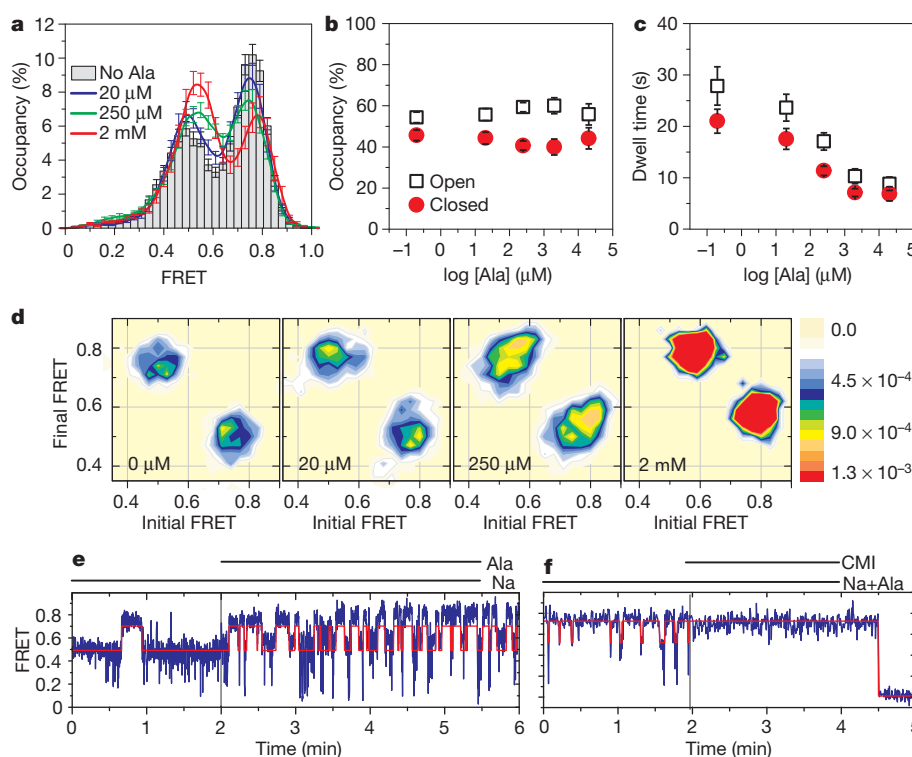 a
Occupancy (%)
12
10
8
6
4
2
0
No Ala
20 μM
250 μM
2 mM
0 0.2 0.4 0.6 0.8 1.0
FRET
b
Occupancy (%)
100
80
60
40
20
0
Open
Closed
−1 0 1 2 3 4 5
log [Ala] (μM)
c
Dwell time (s)
40
30
20
10
0
−1 0 1 2 3 4 5
log [Ala] (μM)
d
Final FRET
0.8
0.6
0.4
0 μM
20 μM
250 μM
2 mM
0.4 0.6 0.8
0.4 0.6 0.8
0.4 0.6 0.8
0.4 0.6 0.8
Initial FRET
Initial FRET
Initial FRET
Initial FRET
0.0
4.5 × 10⁻⁴
9.0 × 10⁻⁴
1.3 × 10⁻³
e
Ala
Na
FRET
0.8
0.6
0.4
0.2
0
0 1 2 3 4 5 6
Time (min)
f
CMI
Na+Ala
0 1 2 3 4 5
Time (min)